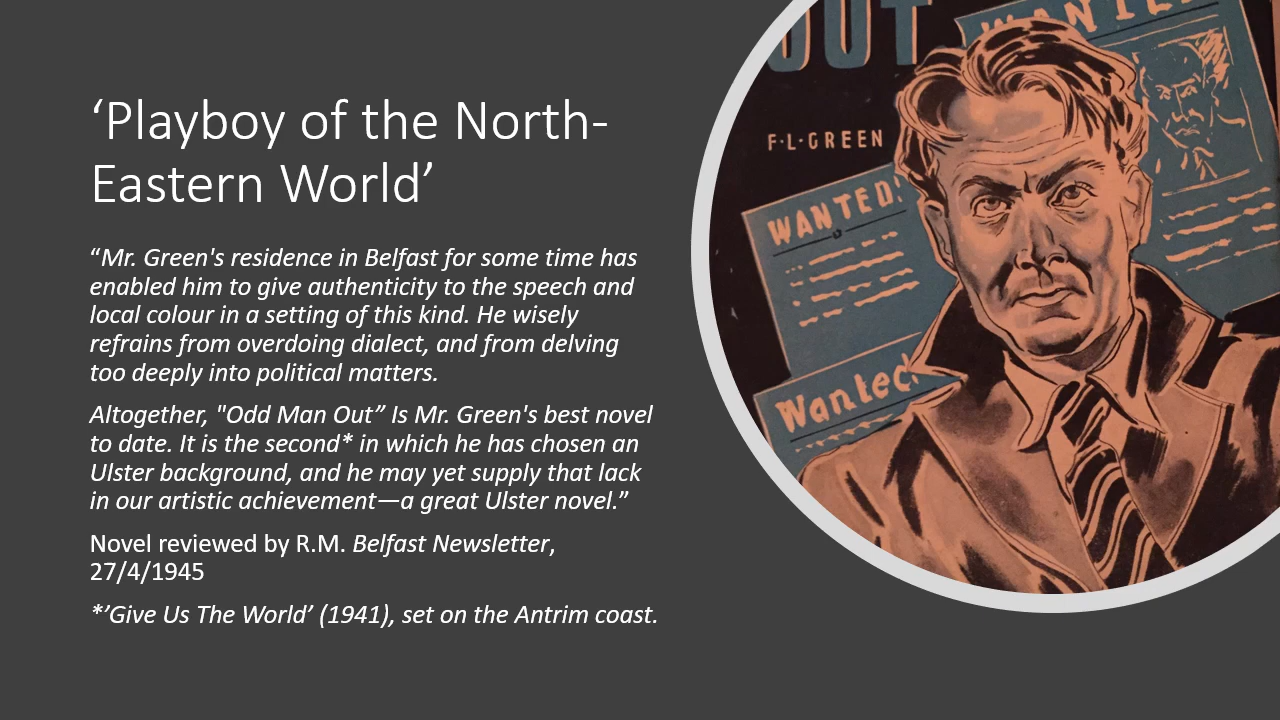 ‘Playboy of the North-
Eastern World’
“Mr. Green's residence in Belfast for some time has
enabled him to give authenticity to the speech and
local colour in a setting of this kind. He wisely
refrains from overdoing dialect, and from delving
too deeply into political matters.
Altogether, "Odd Man Out” Is Mr. Green's best novel
to date. It is the second* in which he has chosen an
Ulster background, and he may yet supply that lack
in our artistic achievement—a great Ulster novel.”
Novel reviewed by R.M. Belfast Newsletter,
27/4/1945
*’Give Us The World’ (1941), set on the Antrim coast.
OUT
WANTED
F·L·GREEN
WANTED!
Wanted